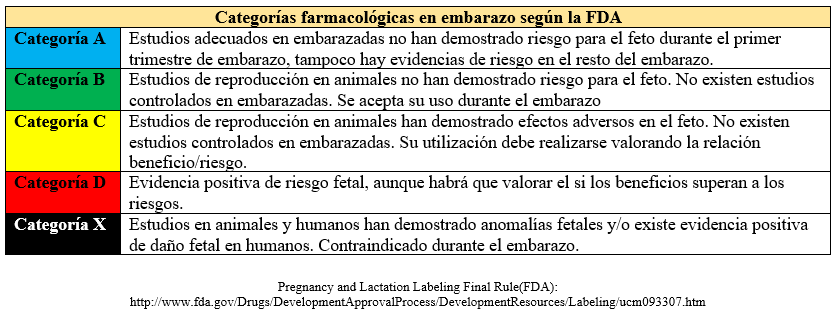 Categorías farmacológicas en embarazo según la FDA
Categoría A
Estudios adecuados en embarazadas no han demostrado riesgo para el feto durante el primer
trimestre de embarazo, tampoco hay evidencias de riesgo en el resto del embarazo.
Categoría B
Estudios de reproducción en animales no han demostrado riesgo para el feto. No existen estudios
controlados en embarazadas. Se acepta su uso durante el embarazo
Categoría C
Estudios de reproducción en animales han demostrado efectos adversos en el feto. No existen
estudios controlados en embarazadas. Su utilización debe realizarse valorando la relación
beneficio/riesgo.
Categoría D
Evidencia positiva de riesgo fetal, aunque habrá que valorar el si los beneficios superan a los
riesgos.
Categoría X
Estudios en animales y humanos han demostrado anomalías fetales y/o existe evidencia positiva
de daño fetal en humanos. Contraindicado durante el embarazo.
Pregnancy and Lactation Labeling Final Rule(FDA):
http://www.fda.gov/Drugs/DevelopmentApprovalProcess/DevelopmentResources/Labeling/ucm093307.htm